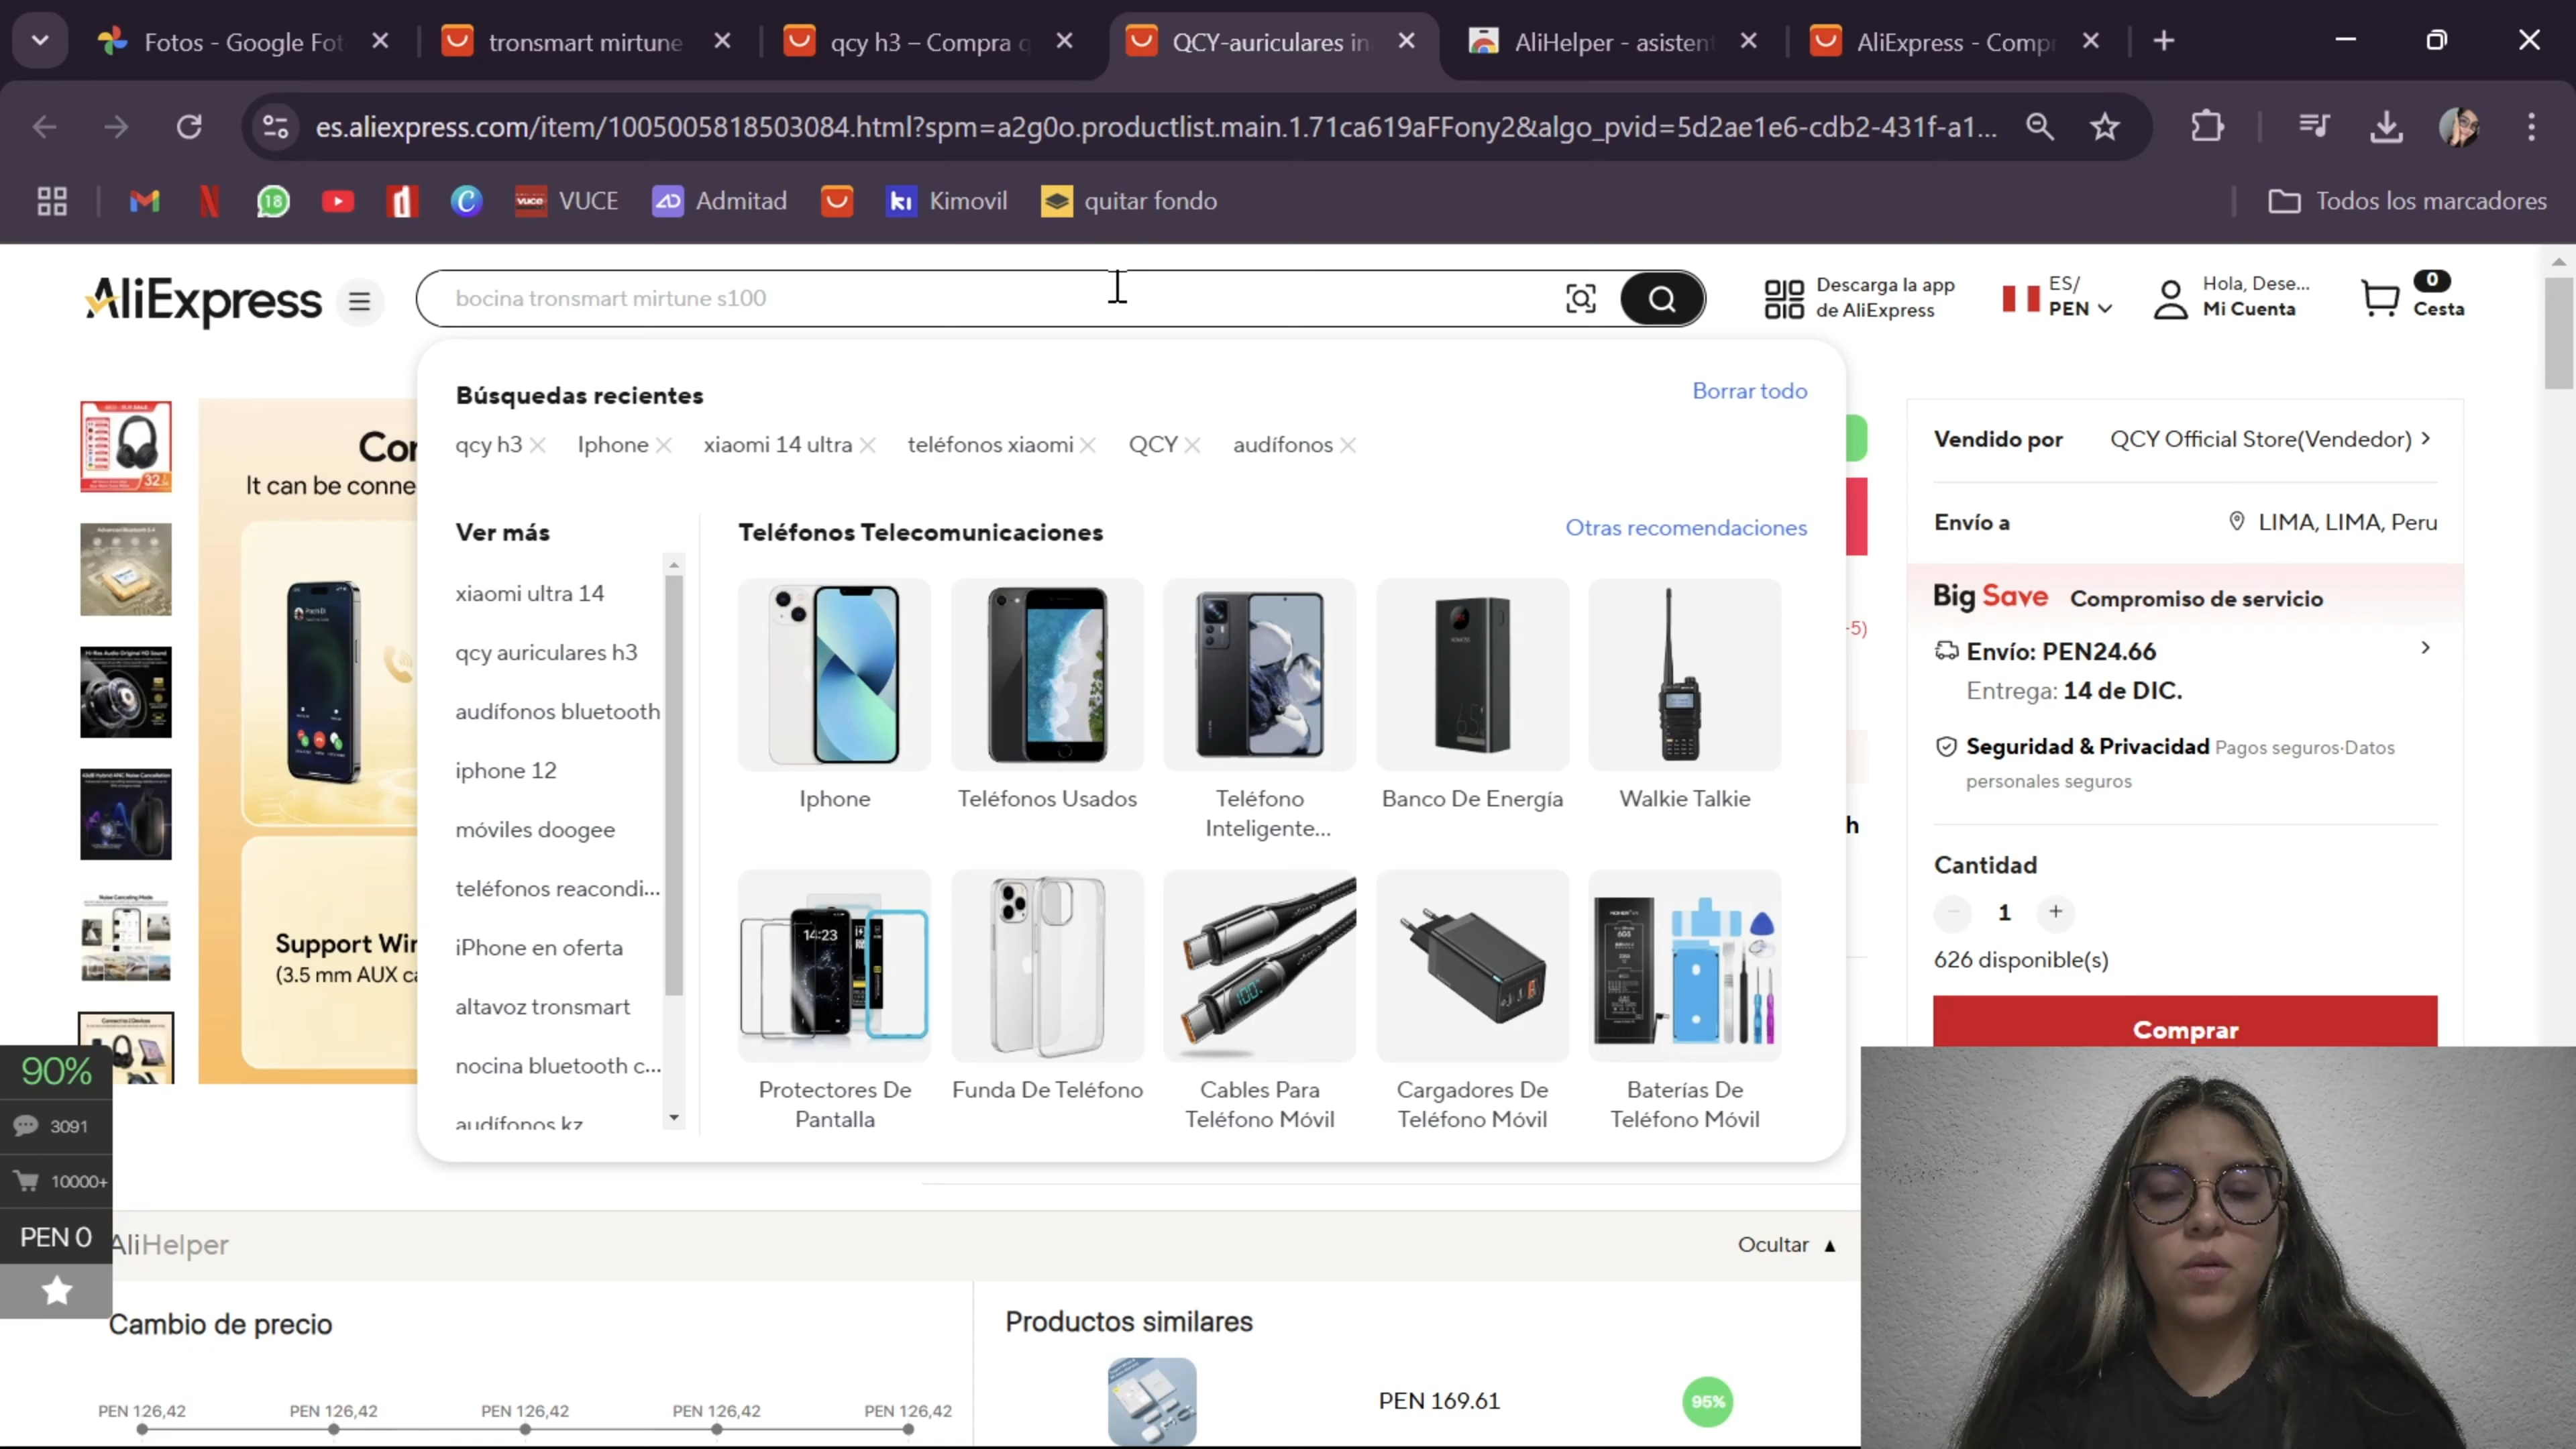 Fotos - Google Fot
tronsmart mirtune
qcy h3 – Compra q
QCY-auriculares in
AliHelper - asistent
AliExpress - Compr
es.aliexpress.com/item/1005005818503084.html?spm=a2g0o.productlist.main.1.71ca619aFFony2&algo_pvid=5d2ae1e6-cdb2-431f-a1...
18
vuce
VUCE
Admitad
Kimovil
quitar fondo
Todos los marcadores
AliExpress
bocina tronsmart mirtune s100
Descarga la app
de AliExpress
ES/
PEN
Hola, Dese...
Mi Cuenta
0
Cesta
Búsquedas recientes
Borrar todo
qcy h3
Iphone
xiaomi 14 ultra
teléfonos xiaomi
QCY
audífonos
Ver más
xiaomi ultra 14
qcy auriculares h3
audífonos bluetooth
iphone 12
móviles doogee
teléfonos reacondi...
iPhone en oferta
altavoz tronsmart
nocina bluetooth c...
audífonos kz
Teléfonos Telecomunicaciones
Otras recomendaciones
Iphone
Teléfonos Usados
Teléfono
Inteligente...
Banco De Energía
Walkie Talkie
14:23
100
Protectores De
Pantalla
Funda De Teléfono
Cables Para
Teléfono Móvil
Cargadores De
Teléfono Móvil
Baterías De
Teléfono Móvil
Con
It can be conne
Support Wir
(3.5 mm AUX ca
-5)
h
Vendido por
QCY Official Store(Vendedor)
Envío a
LIMA, LIMA, Peru
Big Save
Compromiso de servicio
Envío: PEN24.66
Entrega: 14 de DIC.
Seguridad & Privacidad Pagos seguros·Datos
personales seguros
Cantidad
1
626 disponible(s)
Comprar
90%
3091
10000+
PEN 0
AliHelper
Ocultar ▲
Cambio de precio
PEN 126,42
PEN 126,42
PEN 126,42
PEN 126,42
PEN 126,42
Productos similares
PEN 169.61
95%